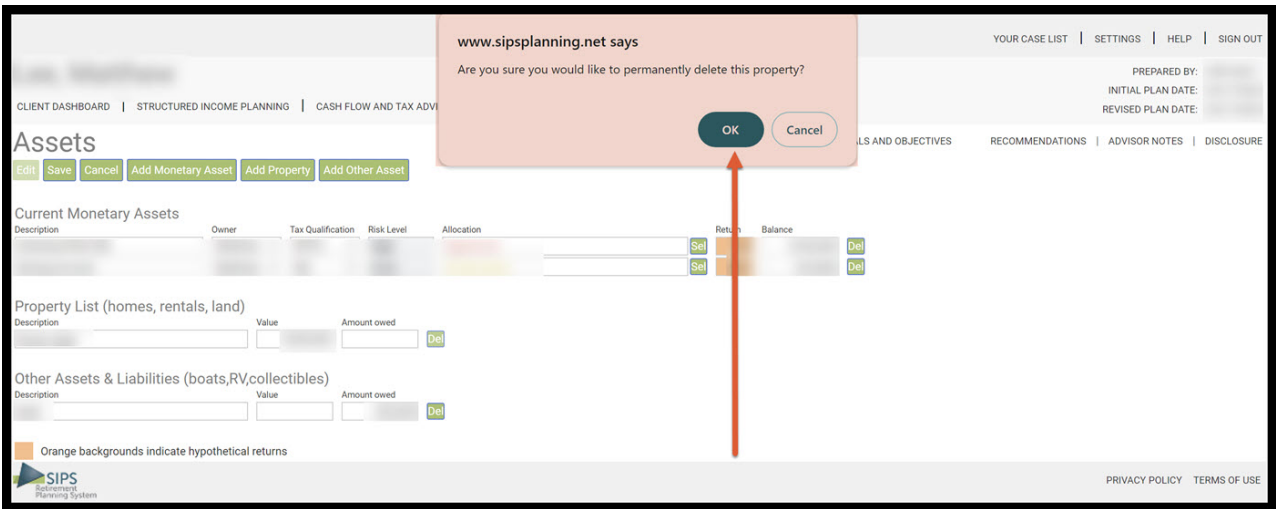 www.sipsplanning.net says
Are you sure you would like to permanently delete this property?
OK Cancel
YOUR CASE LIST | SETTINGS | HELP | SIGN OUT
PREPARED BY:
INITIAL PLAN DATE:
REVISED PLAN DATE:
CLIENT DASHBOARD | STRUCTURED INCOME PLANNING | CASH FLOW AND TAX ADVI
Assets
LS AND OBJECTIVES RECOMMENDATIONS | ADVISOR NOTES | DISCLOSURE
Edit Save Cancel Add Monetary Asset Add Property Add Other Asset
Current Monetary Assets
Description Owner Tax Qualification Risk Level Allocation Return Balance
Sel Del
Sel Del
Property List (homes, rentals, land)
Description Value Amount owed
Del
Other Assets & Liabilities (boats,RV,collectibles)
Description Value Amount owed
Del
Orange backgrounds indicate hypothetical returns
SIPS
Retirement
Planning System
PRIVACY POLICY TERMS OF USE